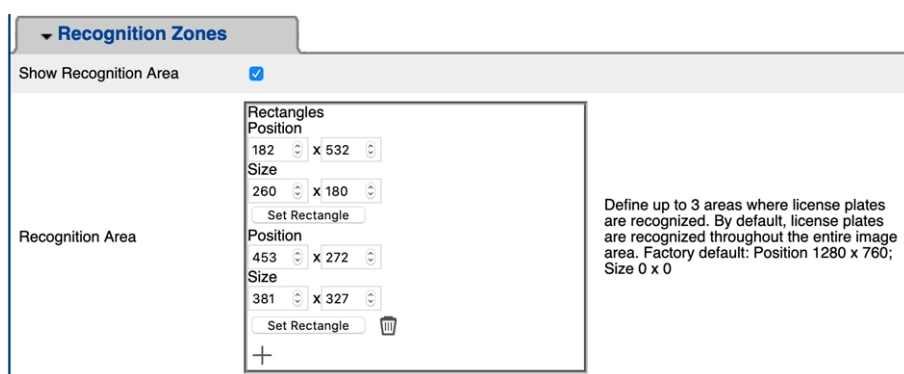 Recognition Zones
Show Recognition Area
Recognition Area
Rectangles
Position
182 x 532
Size
260 x 180
Set Rectangle
Position
453 x 272
Size
381 x 327
Set Rectangle
Define up to 3 areas where license plates
are recognized. By default, license plates
are recognized throughout the entire image
area. Factory default: Position 1280 x 760;
Size 0 x 0